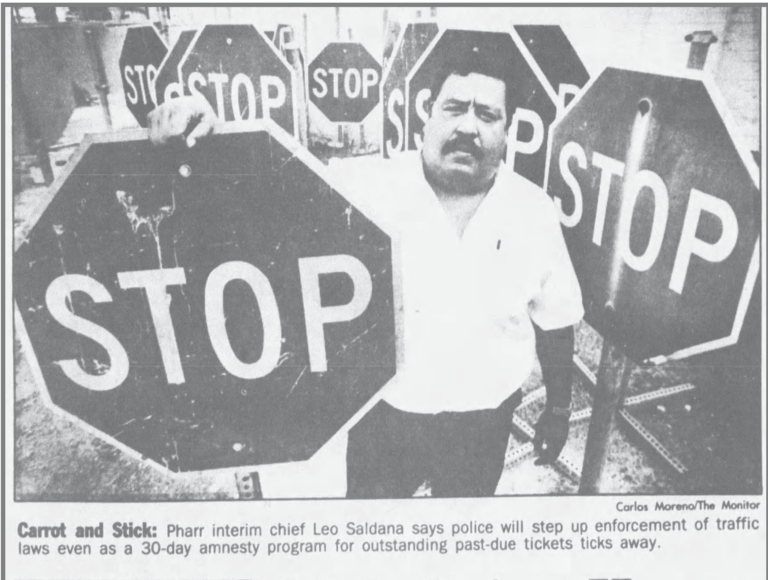 STOP
STOP
STOP
STOP
STOP
Carlos Moreno/The Monitor
Carrot and Stick: Pharr interim chief Leo Saldana says police will step up enforcement of traffic
laws even as a 30-day amnesty program for outstanding past-due tickets ticks away.